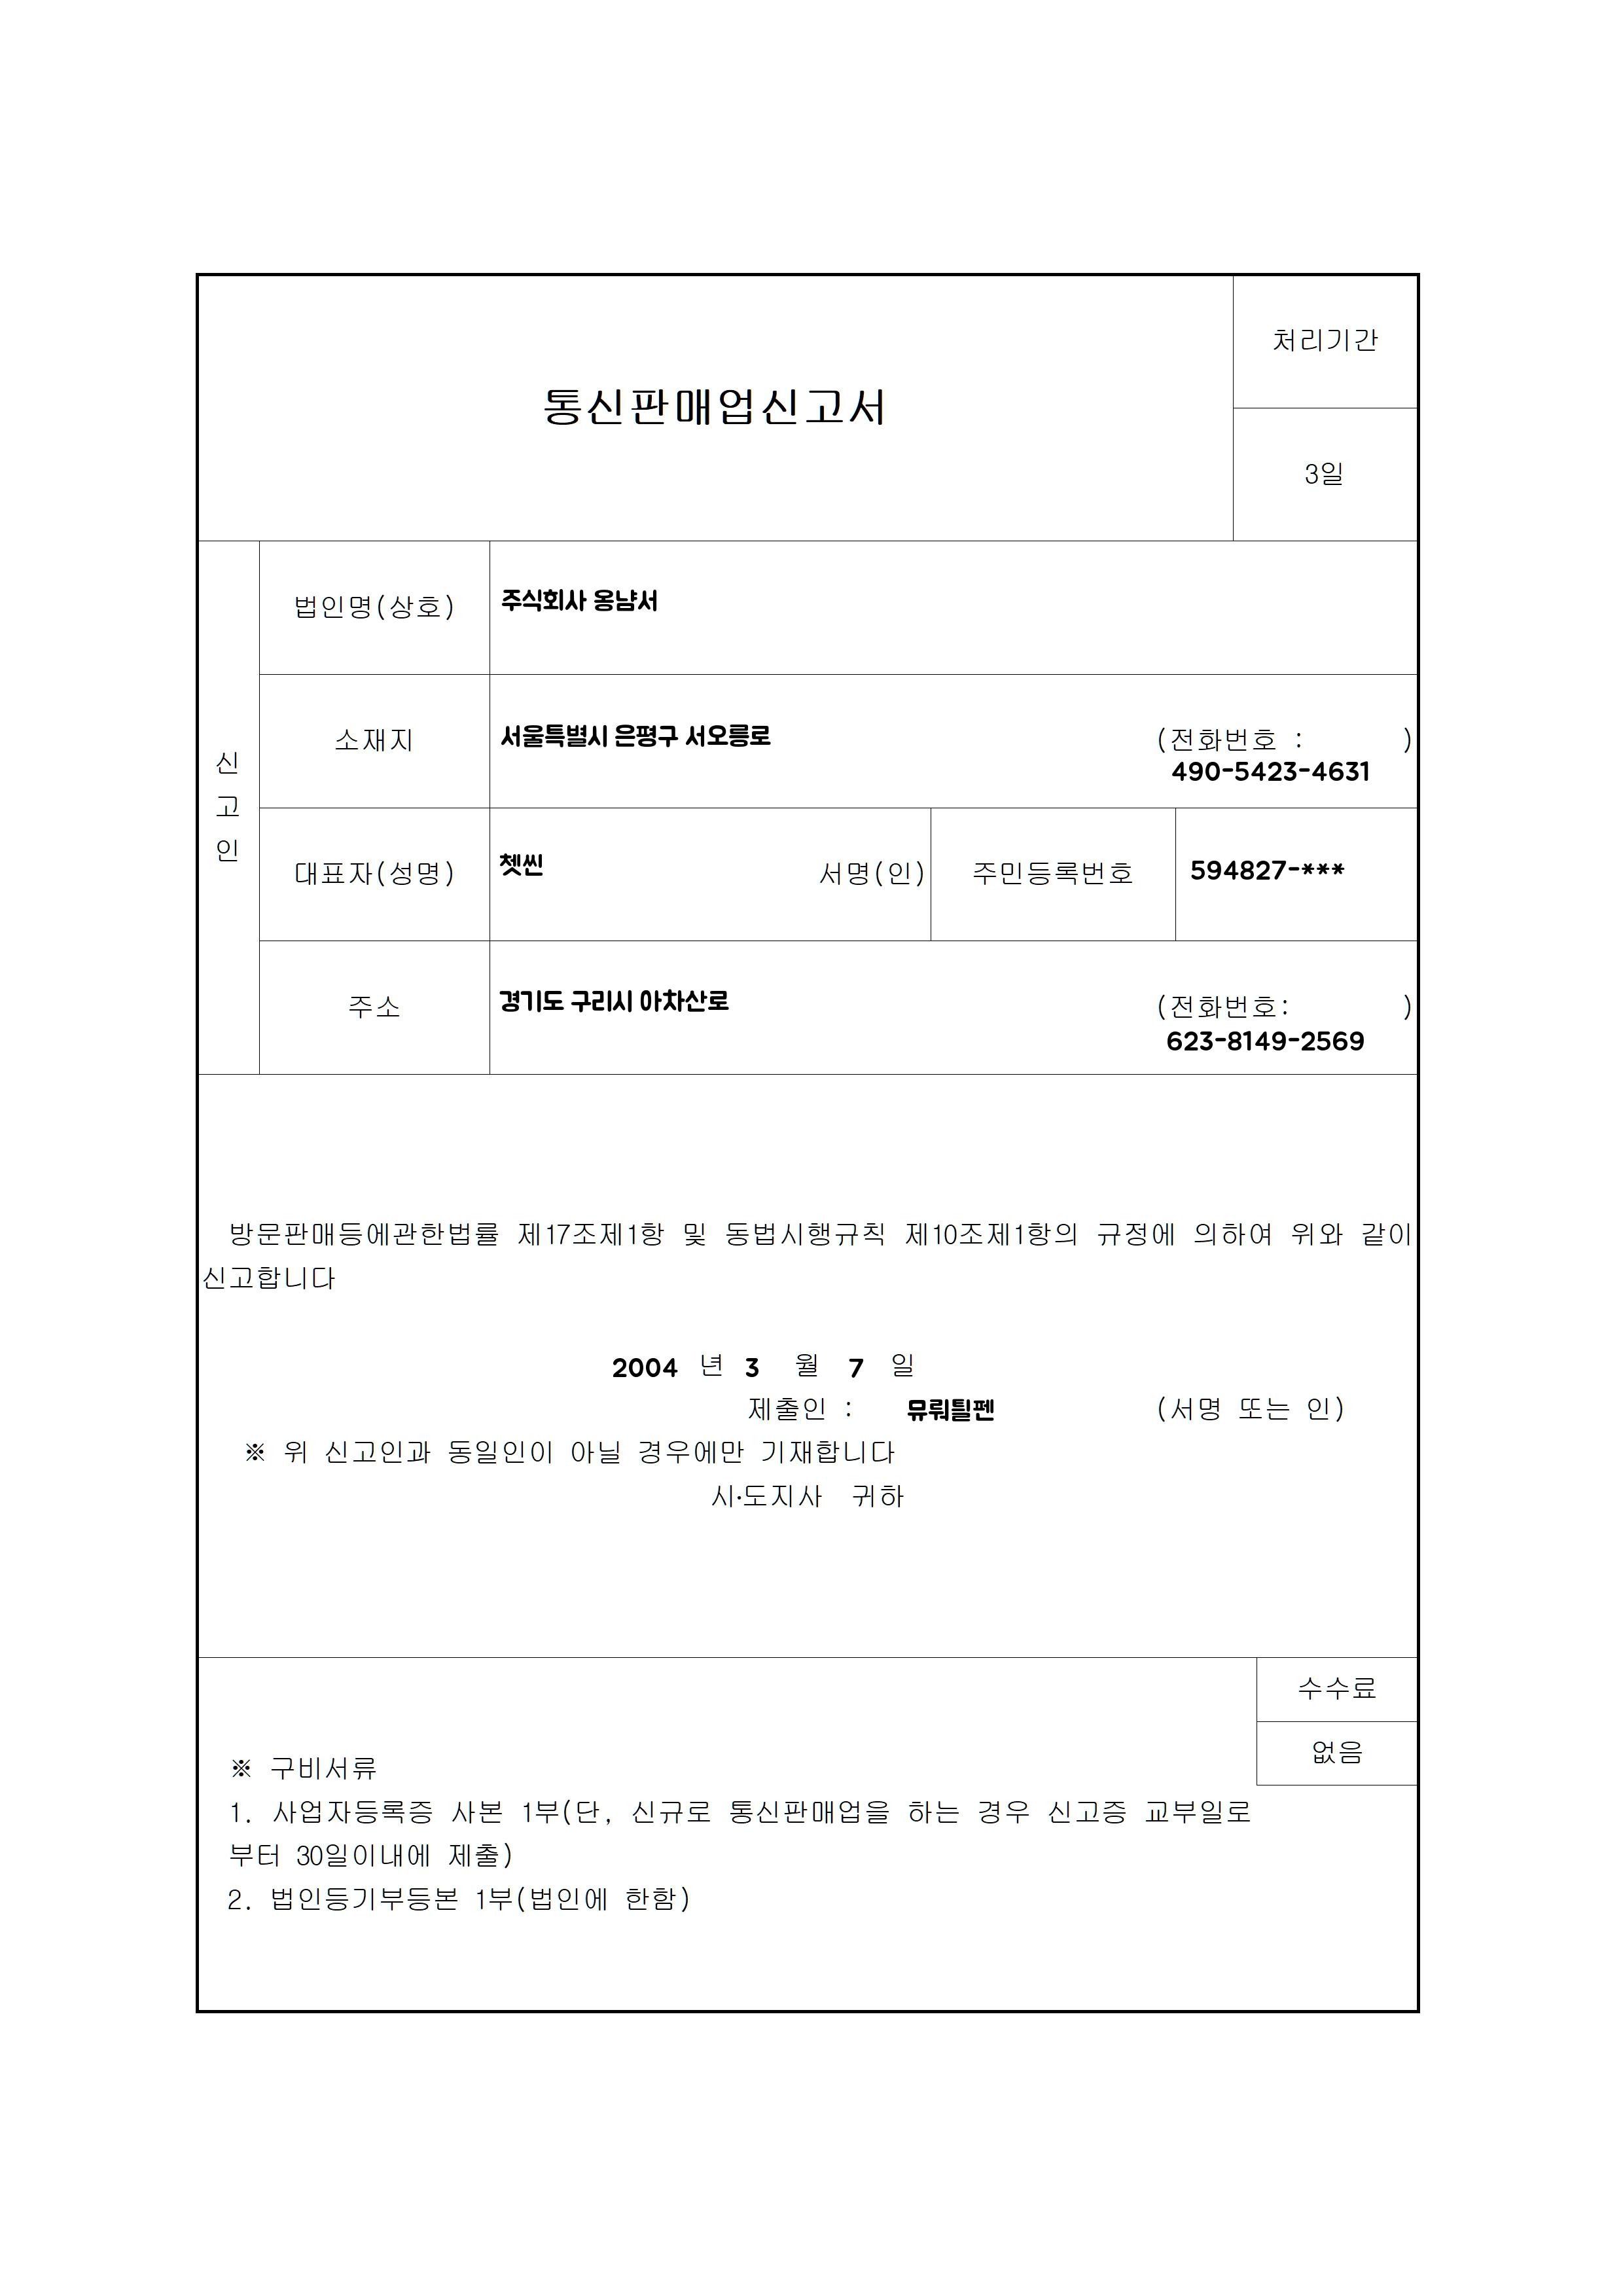 통신판매업신고서
처리기간
3일
신고인
법인명(상호) 주식회사 옹냠서
소재지 서울특별시 은평구 서오릉로 (전화번호 : )
490-5423-4631
대표자(성명) 쳇씬 서명(인) 주민등록번호 594827-***
주소 경기도 구리시 아차산로 (전화번호: )
623-8149-2569
방문판매등에관한법률 제17조제1항 및 동법시행규칙 제10조제1항의 규정에 의하여 위와 같이
신고합니다
2004 년 3 월 7 일
제출인 : 뮤뤄틸펜 (서명 또는 인)
※ 위 신고인과 동일인이 아닐 경우에만 기재합니다
시·도지사 귀하
수수료
없음
※ 구비서류
1. 사업자등록증 사본 1부(단, 신규로 통신판매업을 하는 경우 신고증 교부일로
부터 30일이내에 제출)
2. 법인등기부등본 1부(법인에 한함)